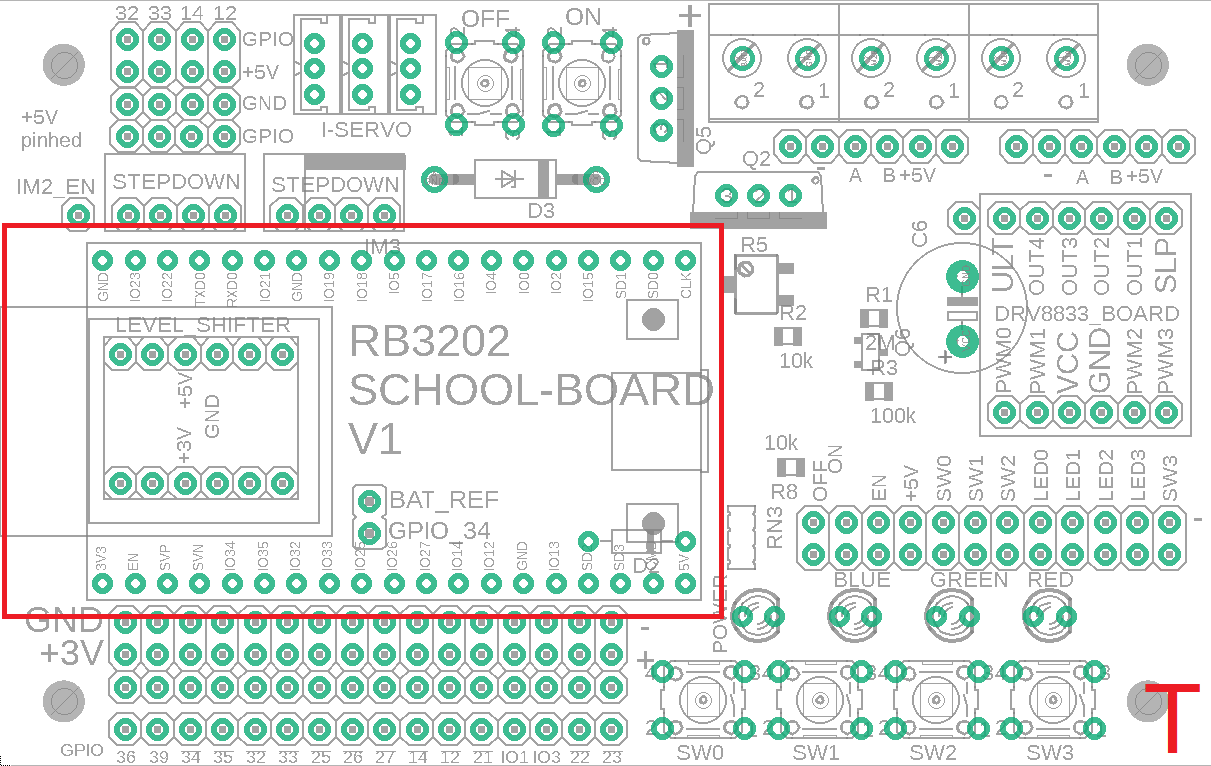 32 33 14 12
GPIO
+5V
GND
GPIO
+5V
pinhed
I-SERVO
OFF
ON
+
Q5
2 1 2 1 2 1
Q2
3 2 1
- A B +5V
- A B +5V
IM2_EN
STEPDOWN
STEPDOWN
D3
IM3
GND IO23 IO22 TXD0 RXD0 IO21 GND IO19 IO18 IO5 IO17 IO16 IO4 IO0 IO2 IO15 SD1 SD0 CLK
LEVEL_SHIFTER
+5V
GND
+3V
RB3202
SCHOOL-BOARD
V1
BAT_REF
GPIO_34
3V3 EN SVP SVN IO34 IO35 IO32 IO33 IO25 IO26 IO27 IO14 IO12 GND IO13 SD3 5V
R5
R2
10k
R1
2M
Q6
R3
100k
C6
+
ULT OUT4 OUT3 OUT2 OUT1 SLP
DRV8833_BOARD
PWM0 PWM1 VCC GND PWM2 PWM3
10k
R8
OFF ON EN +5V SW0 SW1 SW2 LED0 LED1 LED2 LED3 SW3
-
RN3
BLUE GREEN RED
POWER
GND
-
+3V
+
GPIO
36 39 34 35 32 33 25 26 27 14 12 21 IO1 IO3 22 23
SW0 SW1 SW2 SW3
T